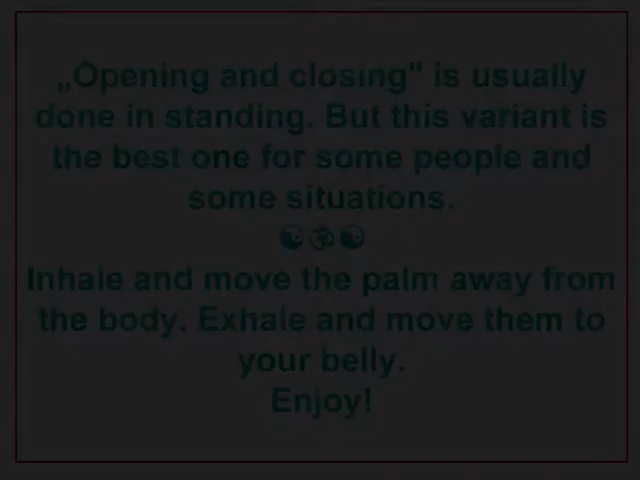 „Opening and closing" is usually
done in standing. But this variant is
the best one for some people and
some situations.
☯🕉☯
Inhale and move the palm away from
the body. Exhale and move them to
your belly.
Enjoy!